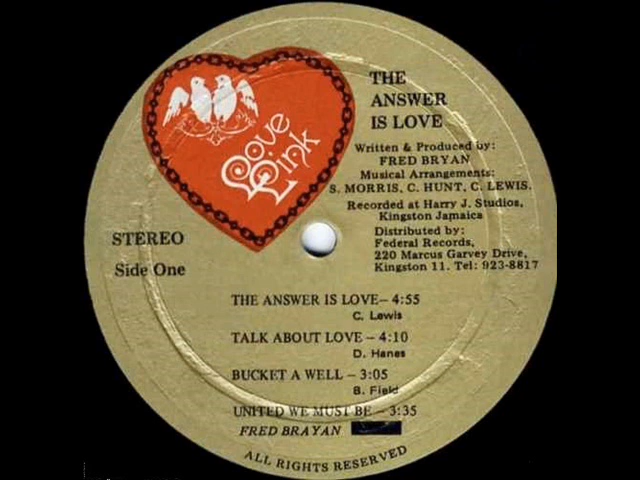 Love
Link
THE
ANSWER
IS LOVE
Written & Produced by:
FRED BRYAN
Musical Arrangements:
S. MORRIS, C. HUNT, C. LEWIS.
Recorded at Harry J. Studios,
Kingston Jamaica
Distributed by:
Federal Records,
220 Marcus Garvey Drive,
Kingston 11. Tel: 923-8817
STEREO
Side One
THE ANSWER IS LOVE – 4:55
C. Lewis
TALK ABOUT LOVE – 4:10
D. Hanes
BUCKET A WELL – 3:05
B. Field
UNITED WE MUST BE – 3:35
FRED BRAYAN
ALL RIGHTS RESERVED